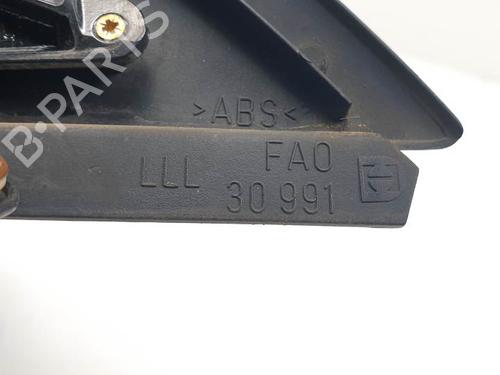 B-PARTS
>ABS<
LLL
FAO
30 991